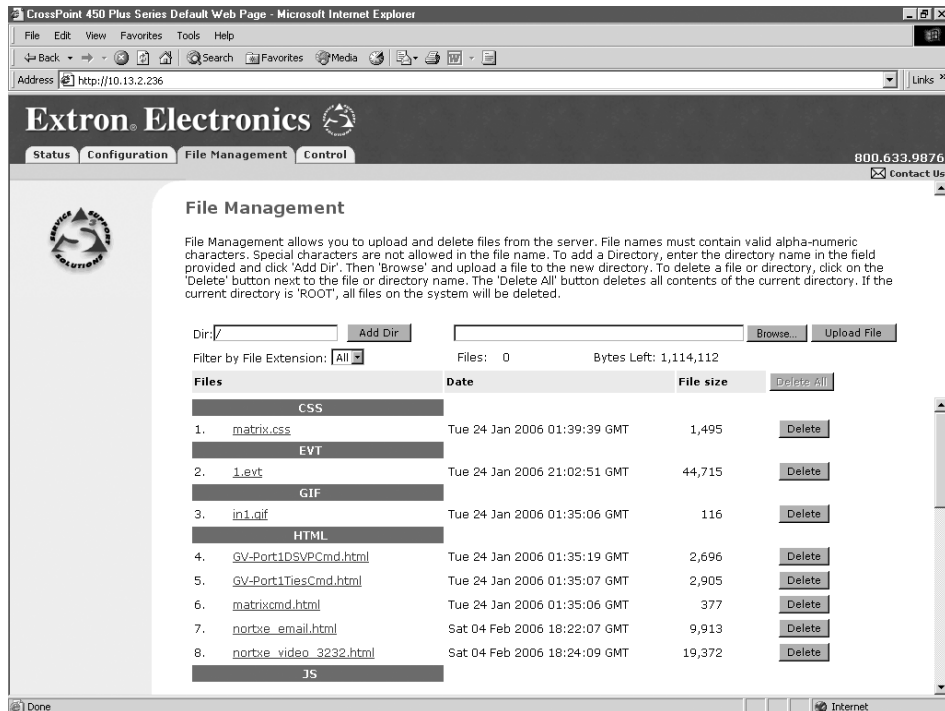 CrossPoint 450 Plus Series Default Web Page - Microsoft Internet Explorer
File Edit View Favorites Tools Help
Back Search Favorites Media
Address http://10.13.2.236 Links »
Extron® Electronics
SERVICE SUPPORT SOLUTIONS
Status Configuration File Management Control
800.633.9876
Contact Us
SERVICE SUPPORT SOLUTIONS
File Management
File Management allows you to upload and delete files from the server. File names must contain valid alpha-numeric
characters. Special characters are not allowed in the file name. To add a Directory, enter the directory name in the field
provided and click 'Add Dir'. Then 'Browse' and upload a file to the new directory. To delete a file or directory, click on the
'Delete' button next to the file or directory name. The 'Delete All' button deletes all contents of the current directory. If the
current directory is 'ROOT', all files on the system will be deleted.
Dir: / Add Dir Browse... Upload File
Filter by File Extension: All Files: 0 Bytes Left: 1,114,112
Files Date File size Delete All
CSS
1. matrix.css Tue 24 Jan 2006 01:39:39 GMT 1,495 Delete
EVT
2. 1.evt Tue 24 Jan 2006 21:02:51 GMT 44,715 Delete
GIF
3. in1.gif Tue 24 Jan 2006 01:35:06 GMT 116 Delete
HTML
4. GV-Port1DSVPCmd.html Tue 24 Jan 2006 01:35:19 GMT 2,696 Delete
5. GV-Port1TiesCmd.html Tue 24 Jan 2006 01:35:07 GMT 2,905 Delete
6. matrixcmd.html Tue 24 Jan 2006 01:35:06 GMT 377 Delete
7. nortxe_email.html Sat 04 Feb 2006 18:22:07 GMT 9,913 Delete
8. nortxe_video_3232.html Sat 04 Feb 2006 18:24:09 GMT 19,372 Delete
JS
Done Internet